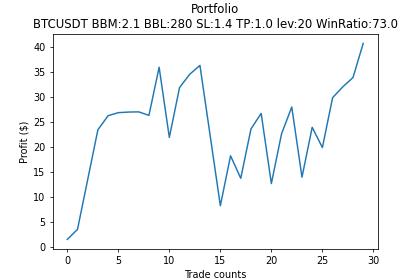 Portfolio
BTCUSDT BBM:2.1 BBL:280 SL:1.4 TP:1.0 lev:20 WinRatio:73.0
40
35
30
25
20
15
10
5
0
Profit ($)
0 5 10 15 20 25 30
Trade counts